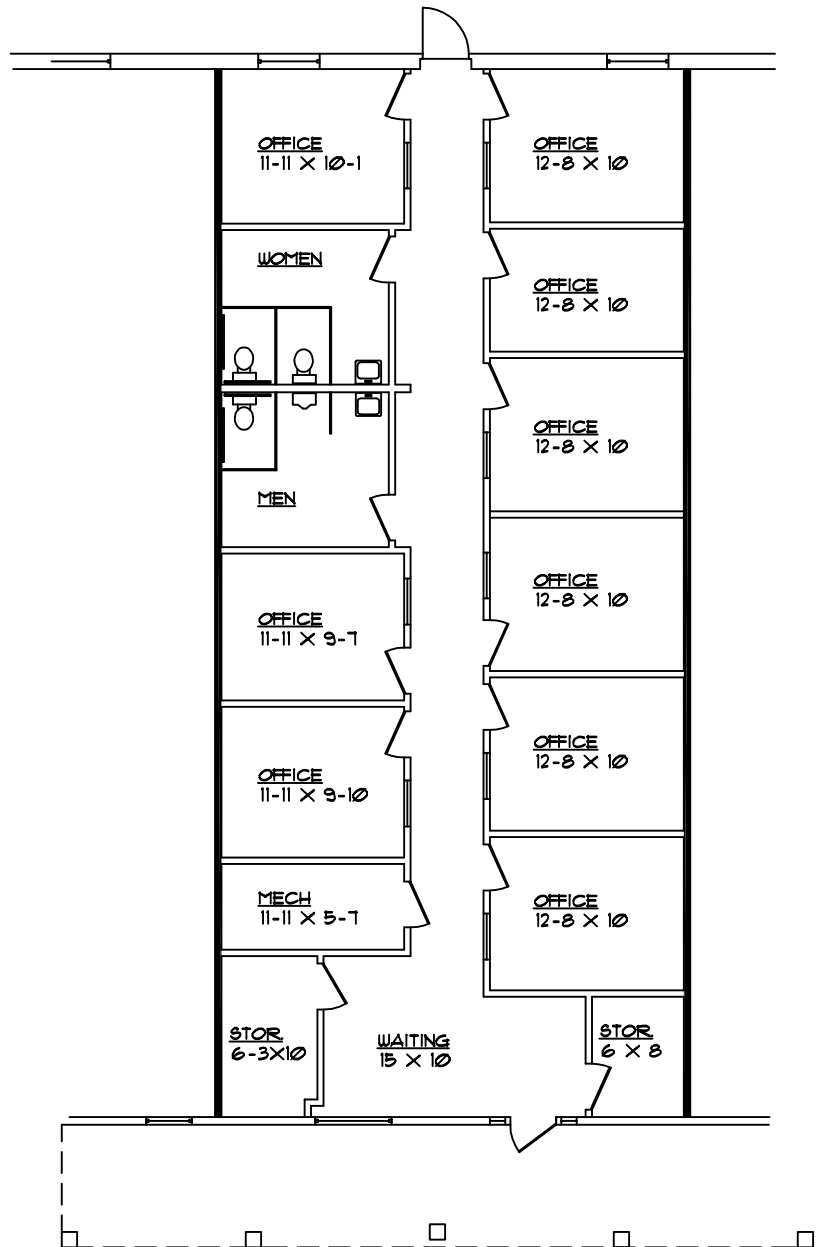 OFFICE
11-11 X 10-1
OFFICE
12-8 X 10
WOMEN
OFFICE
12-8 X 10
OFFICE
12-8 X 10
MEN
OFFICE
12-8 X 10
OFFICE
11-11 X 9-7
OFFICE
12-8 X 10
OFFICE
11-11 X 9-10
MECH
11-11 X 5-7
OFFICE
12-8 X 10
STOR.
6-3X10
WAITING
15 X 10
STOR.
6 X 8